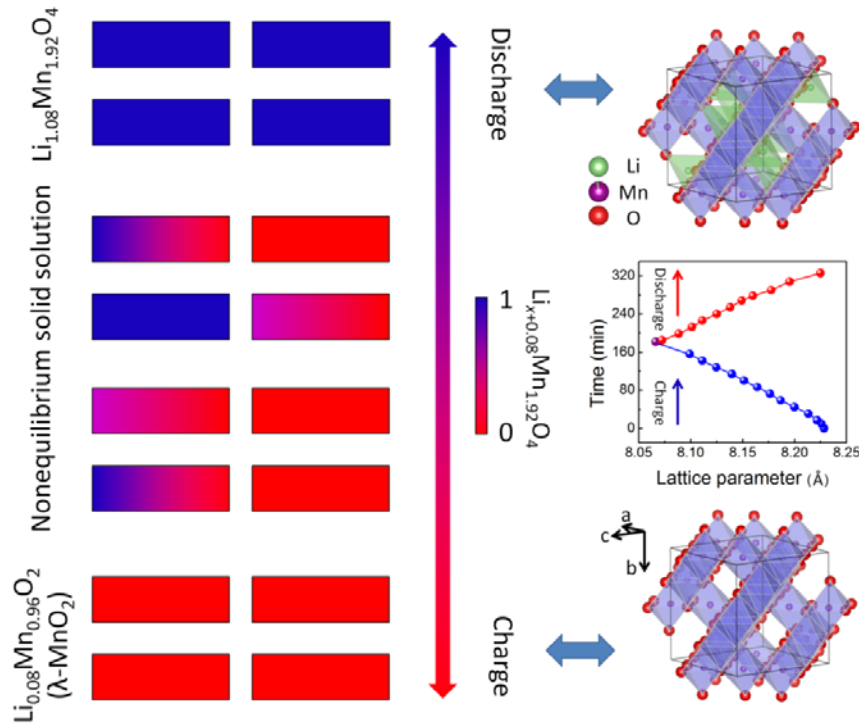 Li1.08Mn1.92O4
Nonequilibrium solid solution
Li0.08Mn0.96O2
(λ-MnO2)
Discharge
Charge
1
0
Lix+0.08Mn1.92O4
Li
Mn
O
320
240
160
80
0
Time (min)
Discharge
Charge
8.05 8.10 8.15 8.20 8.25
Lattice parameter (Å)
a
c
b